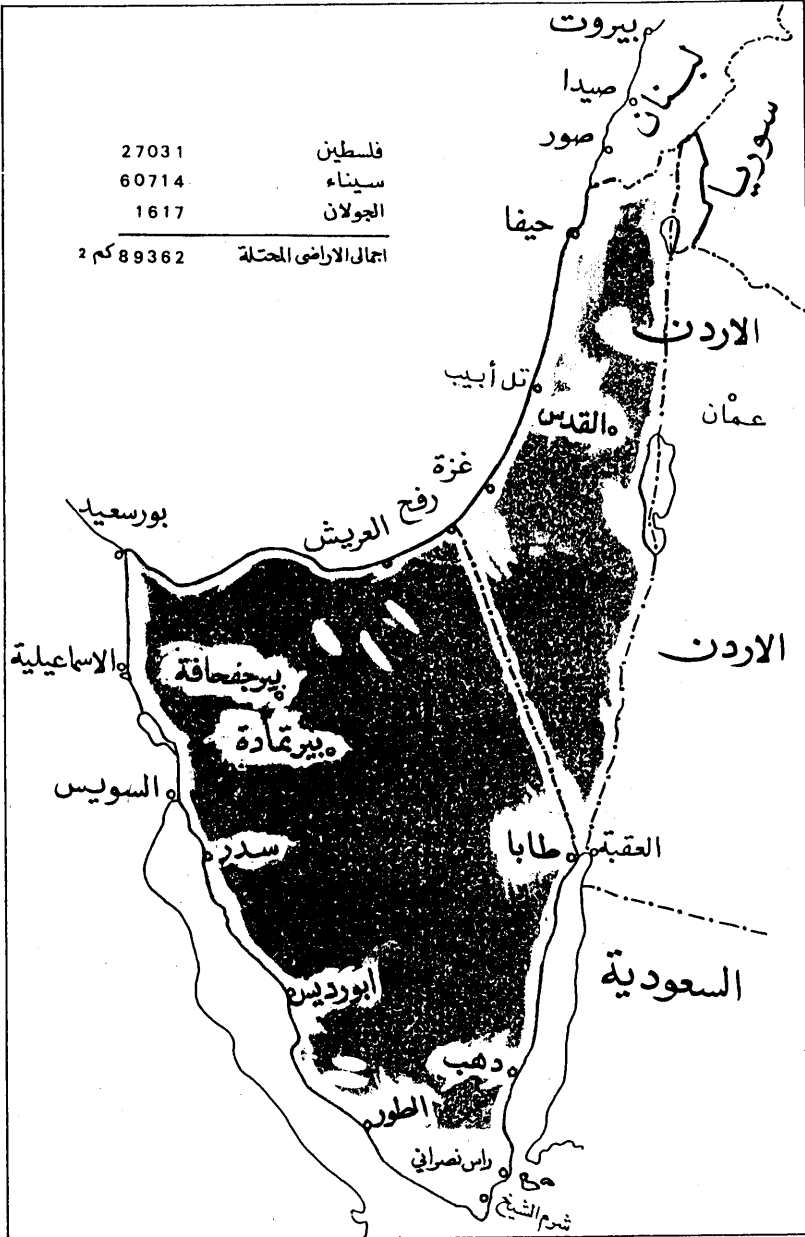 بيروت
لبنان
صيدا
سوريا
صور
فلسطين 27031
سيناء 60714
الجولان 1617
اجمالى الاراضى المحتلة 89362 كم 2
حيفا
الاردن
تل أبيب
عمان
القدس
غزة
رفح
العريش
بورسعيد
الاردن
الاسماعيلية
بيرجفجافة
بيرتمادة
السويس
سدر
طابا
العقبة
ابورديس
السعودية
دهب
الطور
راس نصراني
شرم الشيخ